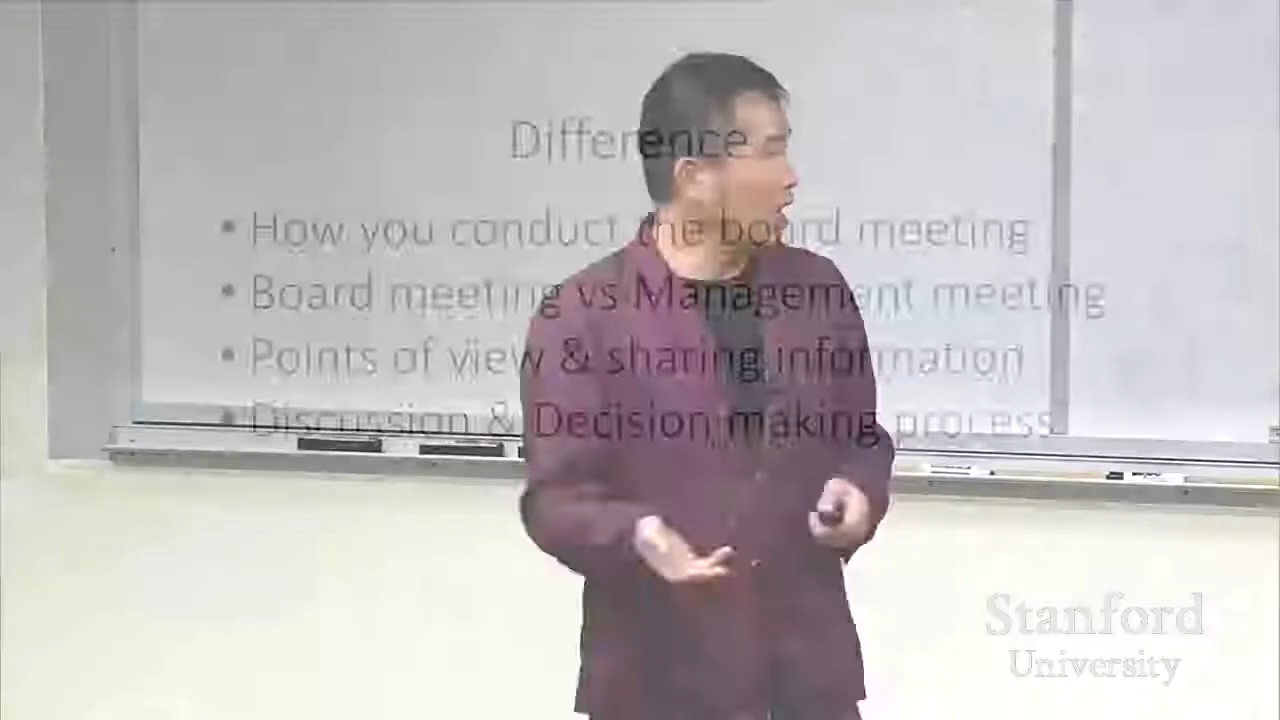 Difference
• How you conduct the board meeting
• Board meeting vs Management meeting
• Points of view & sharing information
• Discussion & Decision making process
Stanford
University